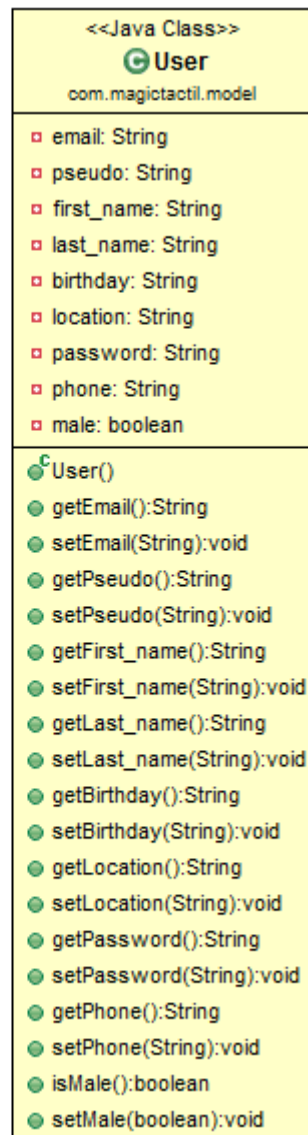 <<Java Class>>
C User
com.magictactil.model
email: String
pseudo: String
first_name: String
last_name: String
birthday: String
location: String
password: String
phone: String
male: boolean
C User()
getEmail():String
setEmail(String):void
getPseudo():String
setPseudo(String):void
getFirst_name():String
setFirst_name(String):void
getLast_name():String
setLast_name(String):void
getBirthday():String
setBirthday(String):void
getLocation():String
setLocation(String):void
getPassword():String
setPassword(String):void
getPhone():String
setPhone(String):void
isMale():boolean
setMale(boolean):void